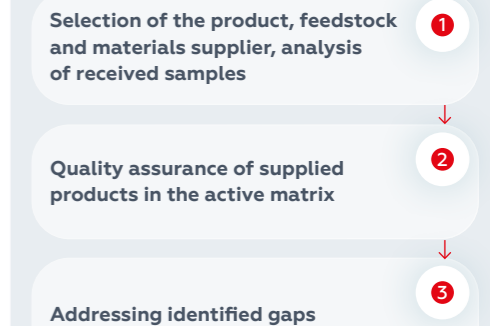 Selection of the product, feedstock
and materials supplier, analysis
of received samples
1
Quality assurance of supplied
products in the active matrix
2
Addressing identified gaps
3